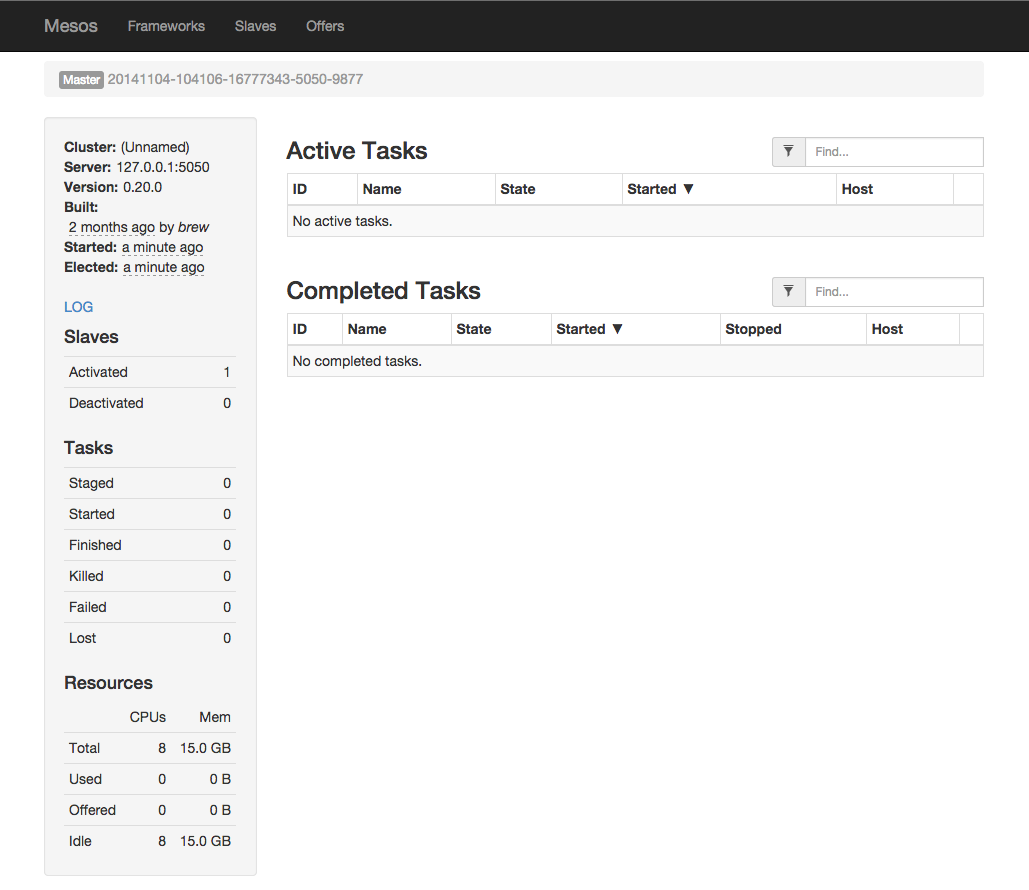 Mesos Frameworks Slaves Offers
Master 20141104-104106-16777343-5050-9877
Cluster: (Unnamed)
Server: 127.0.0.1:5050
Version: 0.20.0
Built:
2 months ago by brew
Started: a minute ago
Elected: a minute ago
LOG
Slaves
Activated 1
Deactivated 0
Tasks
Staged 0
Started 0
Finished 0
Killed 0
Failed 0
Lost 0
Resources
CPUs Mem
Total 8 15.0 GB
Used 0 0 B
Offered 0 0 B
Idle 8 15.0 GB
Active Tasks
Find...
ID Name State Started ▼ Host
No active tasks.
Completed Tasks
Find...
ID Name State Started ▼ Stopped Host
No completed tasks.